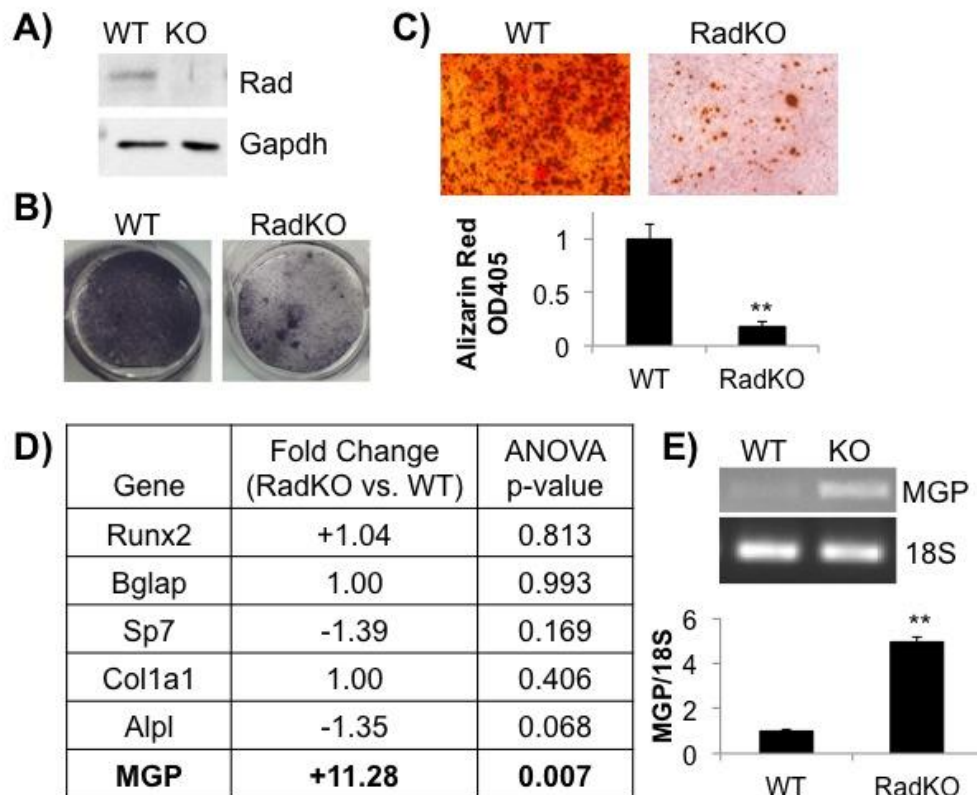 A)
WT KO
Rad
Gapdh
B)
WT RadKO
C)
WT RadKO
Alizarin Red
OD405
1
0.5
0
**
WT RadKO
D)
Gene Fold Change (RadKO vs. WT) ANOVA p-value
Runx2 +1.04 0.813
Bglap 1.00 0.993
Sp7 -1.39 0.169
Col1a1 1.00 0.406
Alpl -1.35 0.068
MGP +11.28 0.007
E)
WT KO
MGP
18S
MGP/18S
6
4
2
0
**
WT RadKO